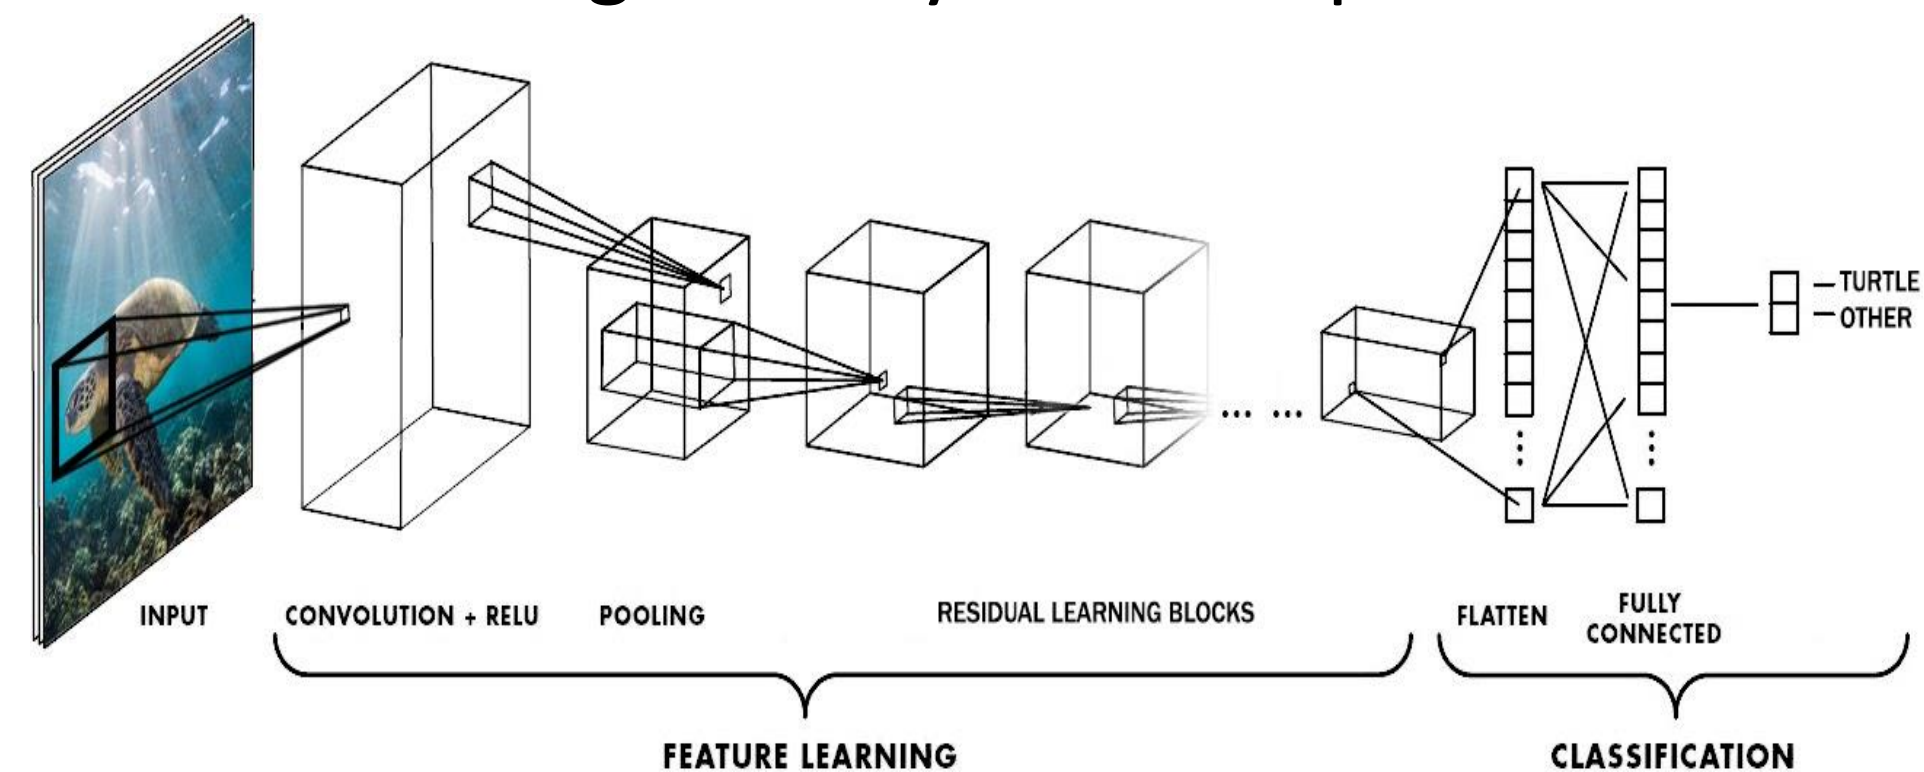 TURTLE
OTHER
INPUT
CONVOLUTION + RELU
POOLING
RESIDUAL LEARNING BLOCKS
FLATTEN
FULLY
CONNECTED
FEATURE LEARNING
CLASSIFICATION